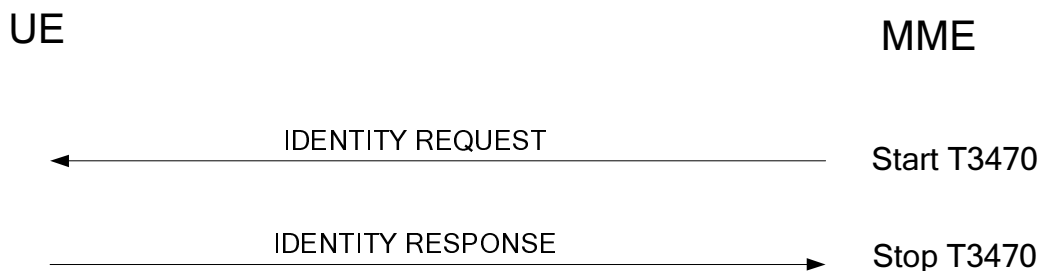 UE
MME
IDENTITY REQUEST
Start T3470
IDENTITY RESPONSE
Stop T3470